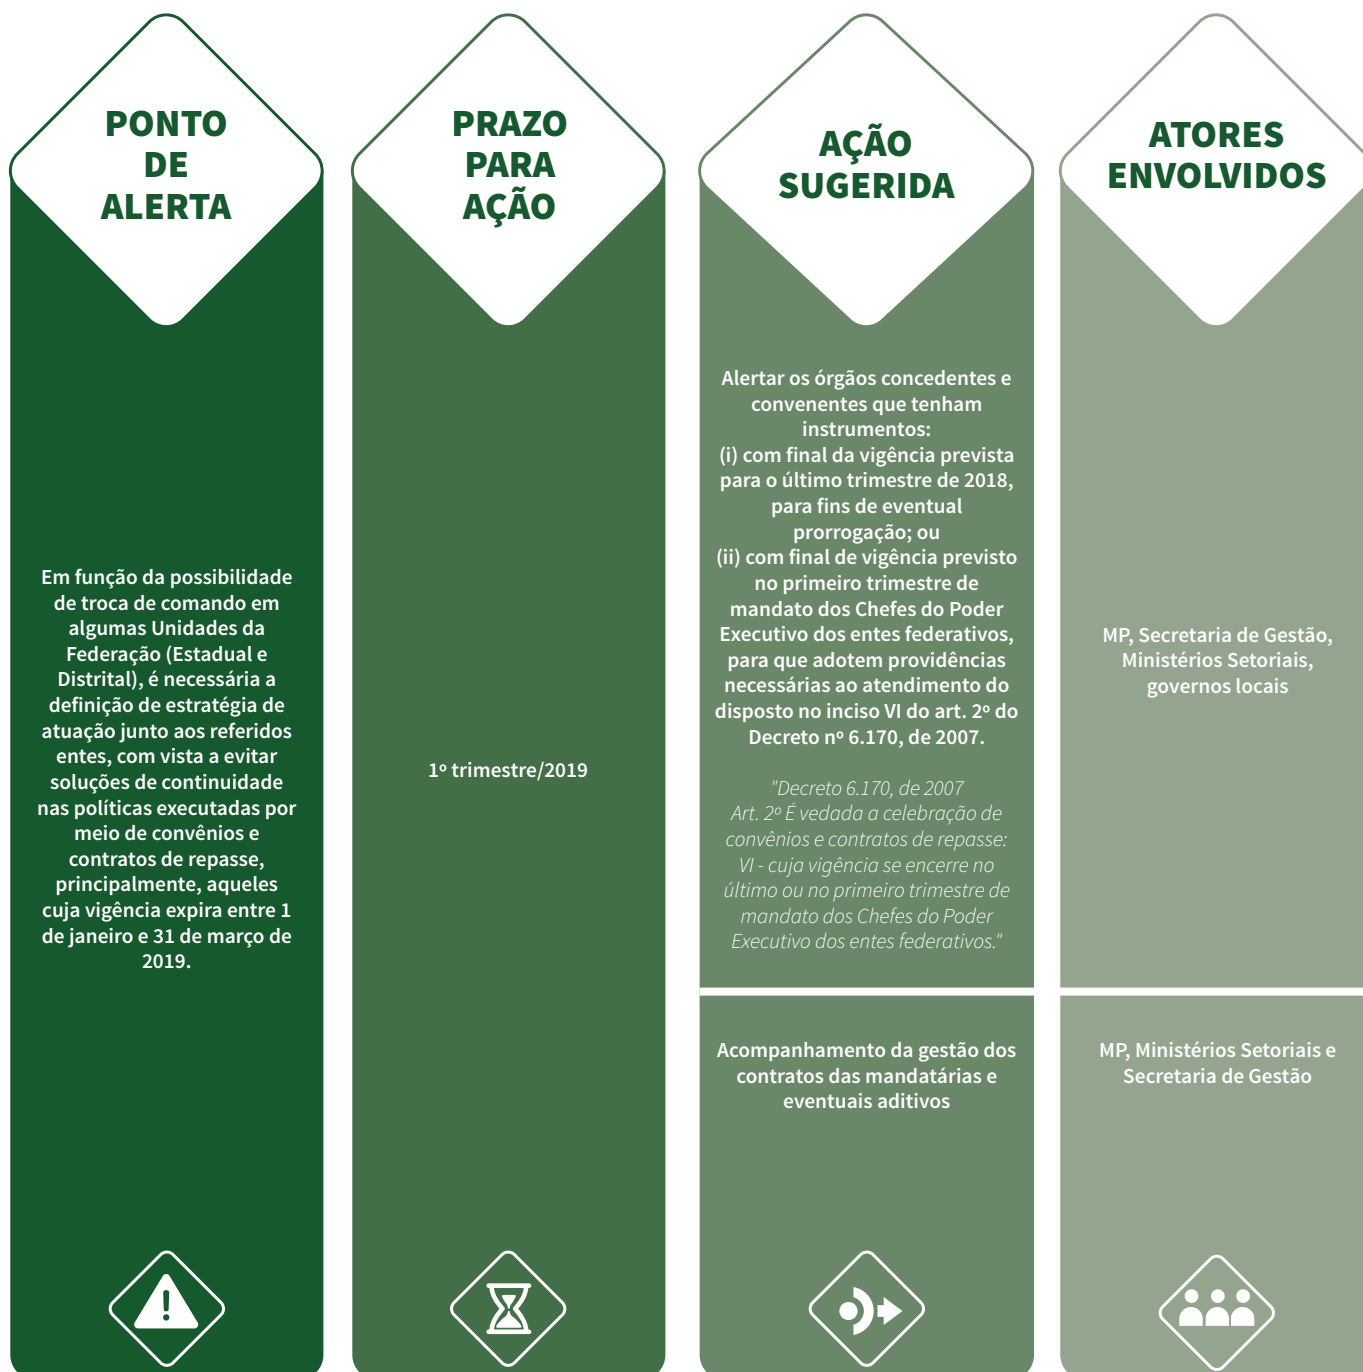 PONTO
DE
ALERTA
Em função da possibilidade
de troca de comando em
algumas Unidades da
Federação (Estadual e
Distrital), é necessária a
definição de estratégia de
atuação junto aos referidos
entes, com vista a evitar
soluções de continuidade
nas políticas executadas por
meio de convênios e
contratos de repasse,
principalmente, aqueles
cuja vigência expira entre 1
de janeiro e 31 de março de
2019.
PRAZO
PARA
AÇÃO
1º trimestre/2019
AÇÃO
SUGERIDA
Alertar os órgãos concedentes e
convenentes que tenham
instrumentos:
(i) com final da vigência prevista
para o último trimestre de 2018,
para fins de eventual
prorrogação; ou
(ii) com final de vigência previsto
no primeiro trimestre de
mandato dos Chefes do Poder
Executivo dos entes federativos,
para que adotem providências
necessárias ao atendimento do
disposto no inciso VI do art. 2º do
Decreto nº 6.170, de 2007.
"Decreto 6.170, de 2007
Art. 2º É vedada a celebração de
convênios e contratos de repasse:
VI - cuja vigência se encerre no
último ou no primeiro trimestre de
mandato dos Chefes do Poder
Executivo dos entes federativos."
Acompanhamento da gestão dos
contratos das mandatárias e
eventuais aditivos
ATORES
ENVOLVIDOS
MP, Secretaria de Gestão,
Ministérios Setoriais,
governos locais
MP, Ministérios Setoriais e
Secretaria de Gestão